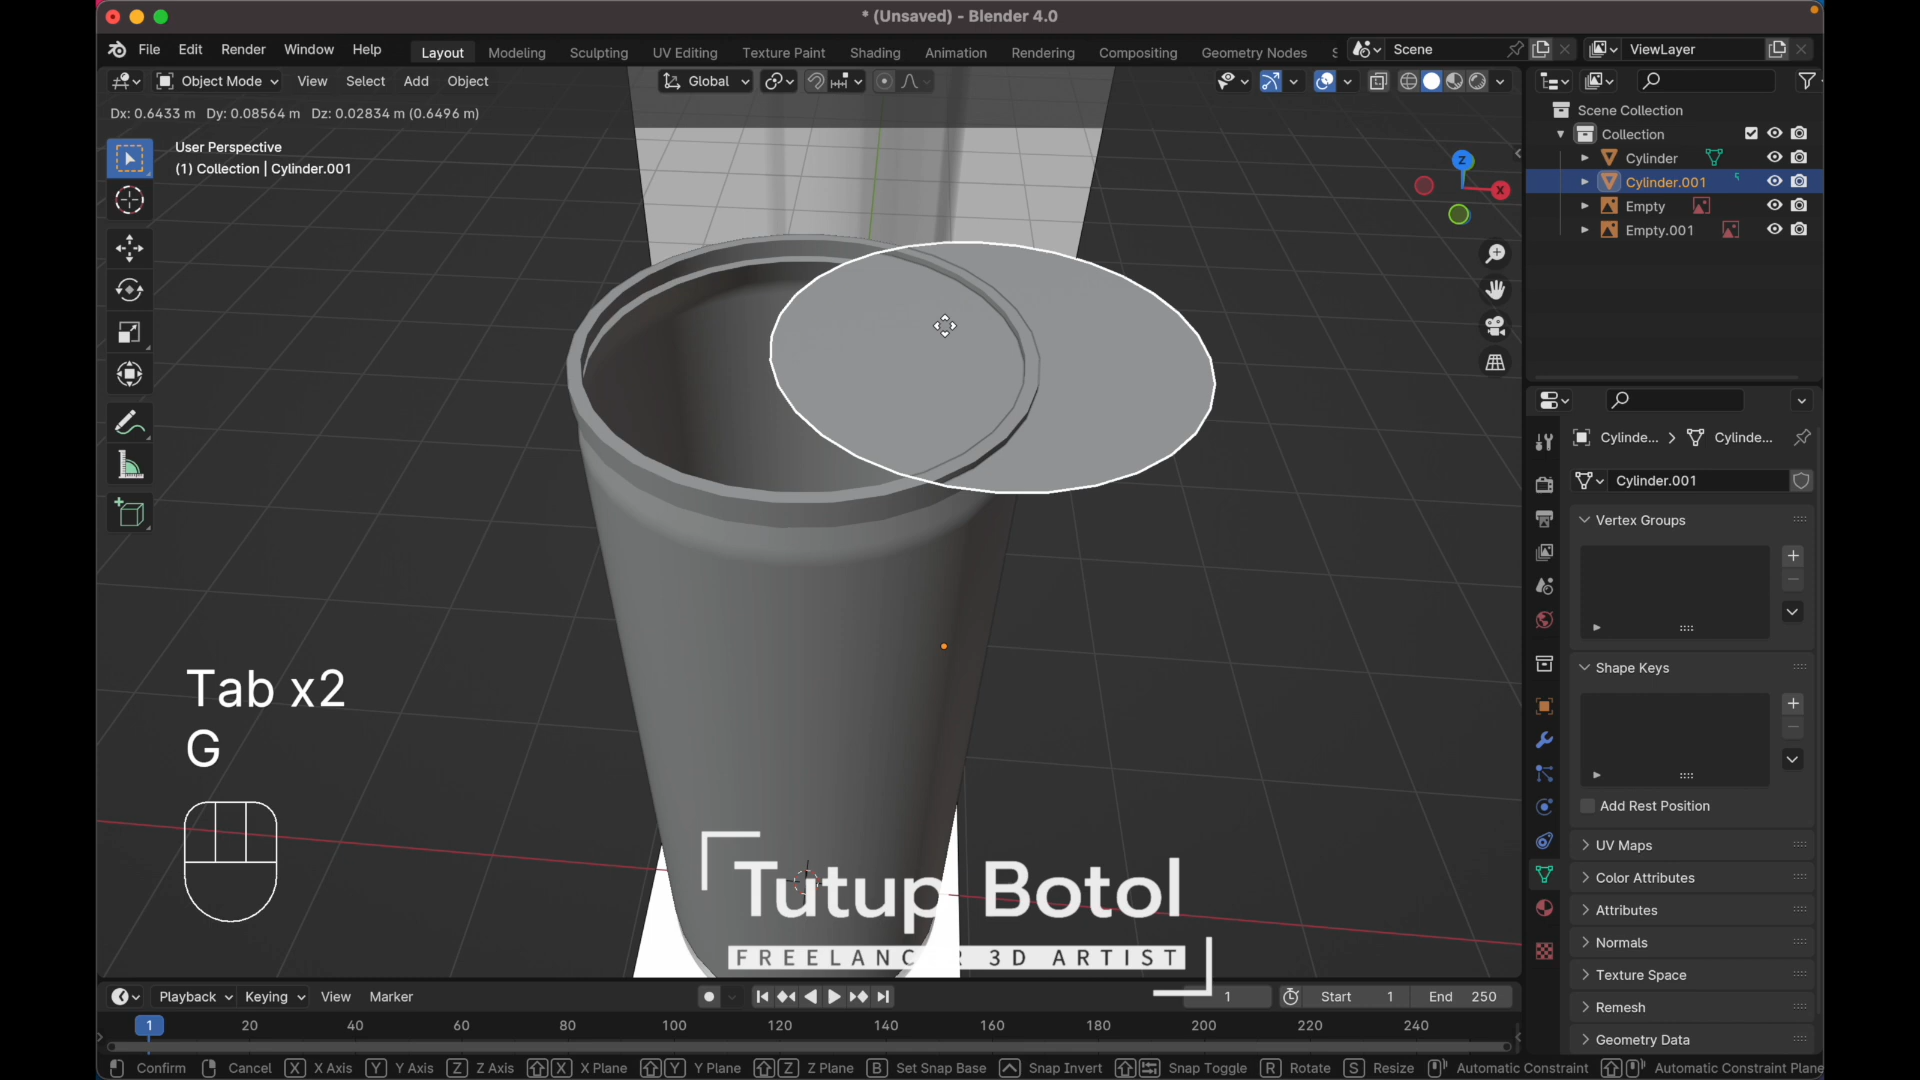 * (Unsaved) - Blender 4.0
File Edit Render Window Help Layout Modeling Sculpting UV Editing Texture Paint Shading Animation Rendering Compositing Geometry Nodes S Scene ViewLayer
Object Mode View Select Add Object Global
Dx: 0.6433 m Dy: 0.08564 m Dz: 0.02834 m (0.6496 m)
User Perspective
(1) Collection | Cylinder.001
Z
X
Scene Collection
Collection
Cylinder
Cylinder.001
Empty
Empty.001
Cylinde... > Cylinde...
Cylinder.001
Vertex Groups
Shape Keys
Add Rest Position
UV Maps
Color Attributes
Attributes
Normals
Texture Space
Remesh
Geometry Data
Tab x2
G
Tutup Botol
FREELANCER 3D ARTIST
Playback Keying View Marker 1 Start 1 End 250
1 20 40 60 80 100 120 140 160 180 200 220 240
Confirm Cancel X X Axis Y Y Axis Z Z Axis X X Plane Y Y Plane Z Z Plane B Set Snap Base Snap Invert Snap Toggle R Rotate S Resize Automatic Constraint Automatic Constraint Plane